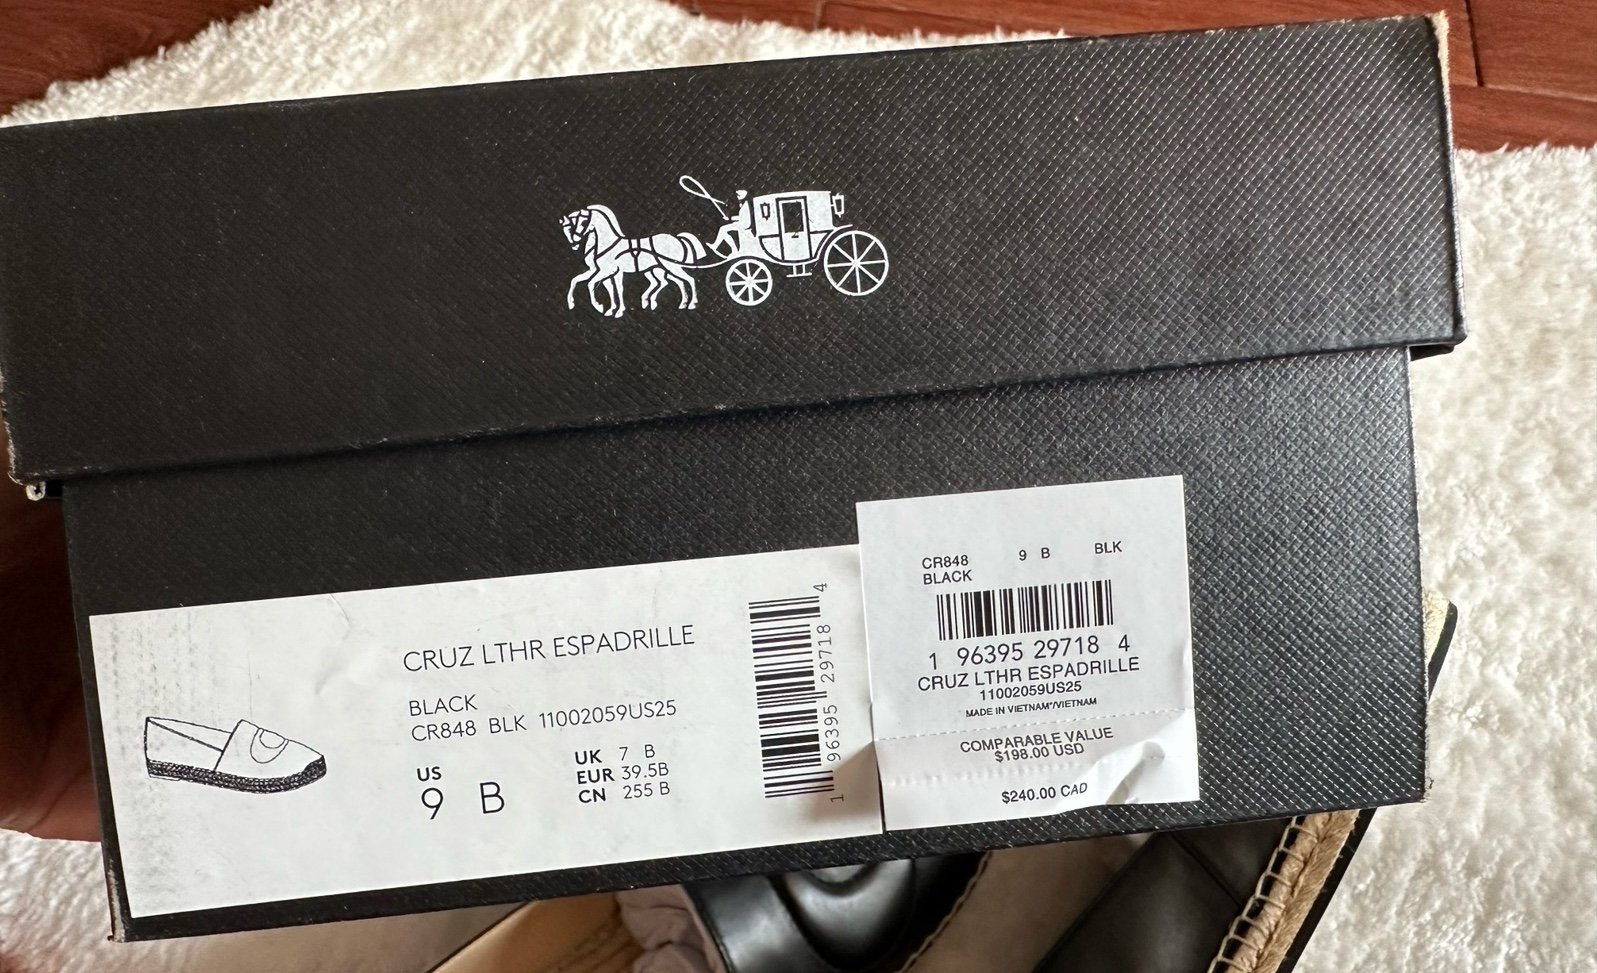 CRUZ LTHR ESPADRILLE
BLACK
CR848 BLK 11002059US25
US
9 B
UK 7 B
EUR 39.5B
CN 255 B
1 96395 29718 4
CR848 9 B BLK
BLACK
1 96395 29718 4
CRUZ LTHR ESPADRILLE
11002059US25
MADE IN VIETNAM*/VIETNAM
COMPARABLE VALUE
$198.00 USD
$240.00 CAD